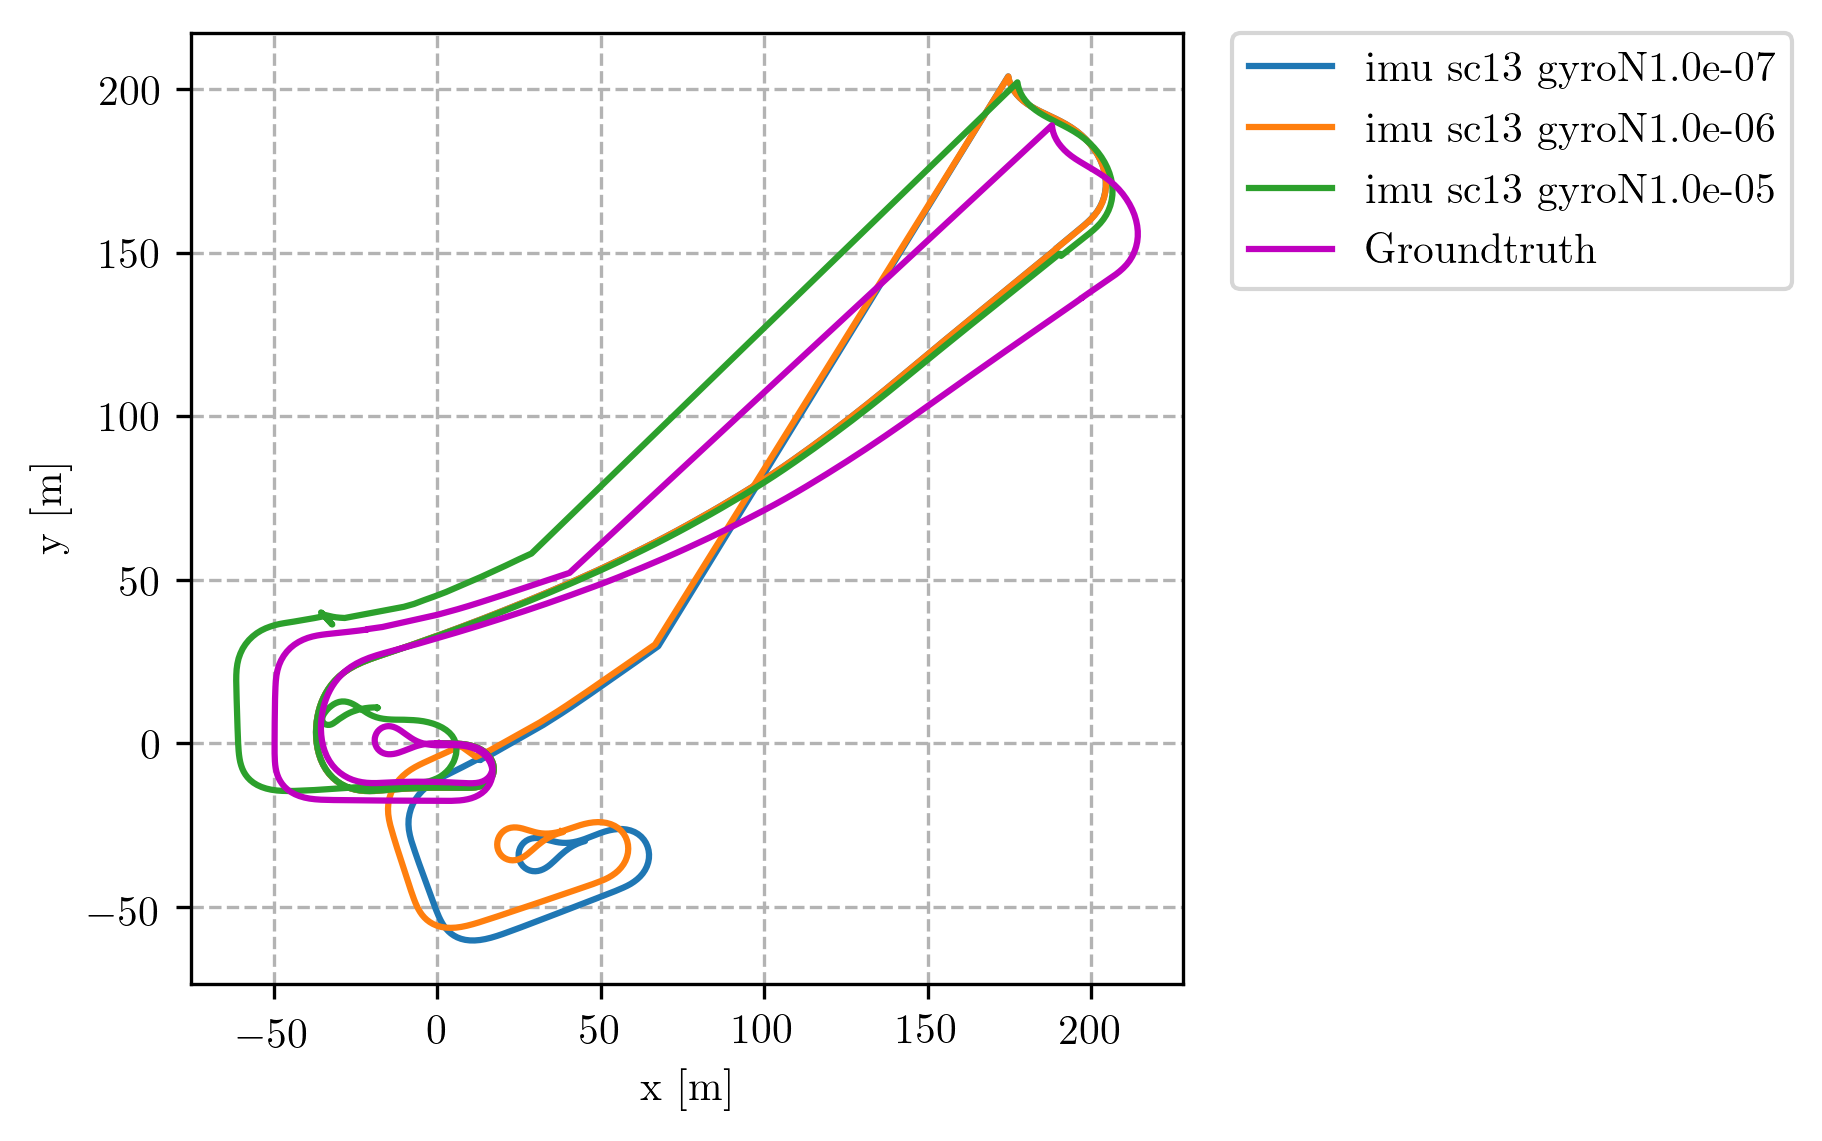 imu sc13 gyroN1.0e-07
imu sc13 gyroN1.0e-06
imu sc13 gyroN1.0e-05
Groundtruth
200
150
100
50
0
−50
y [m]
−50 0 50 100 150 200
x [m]